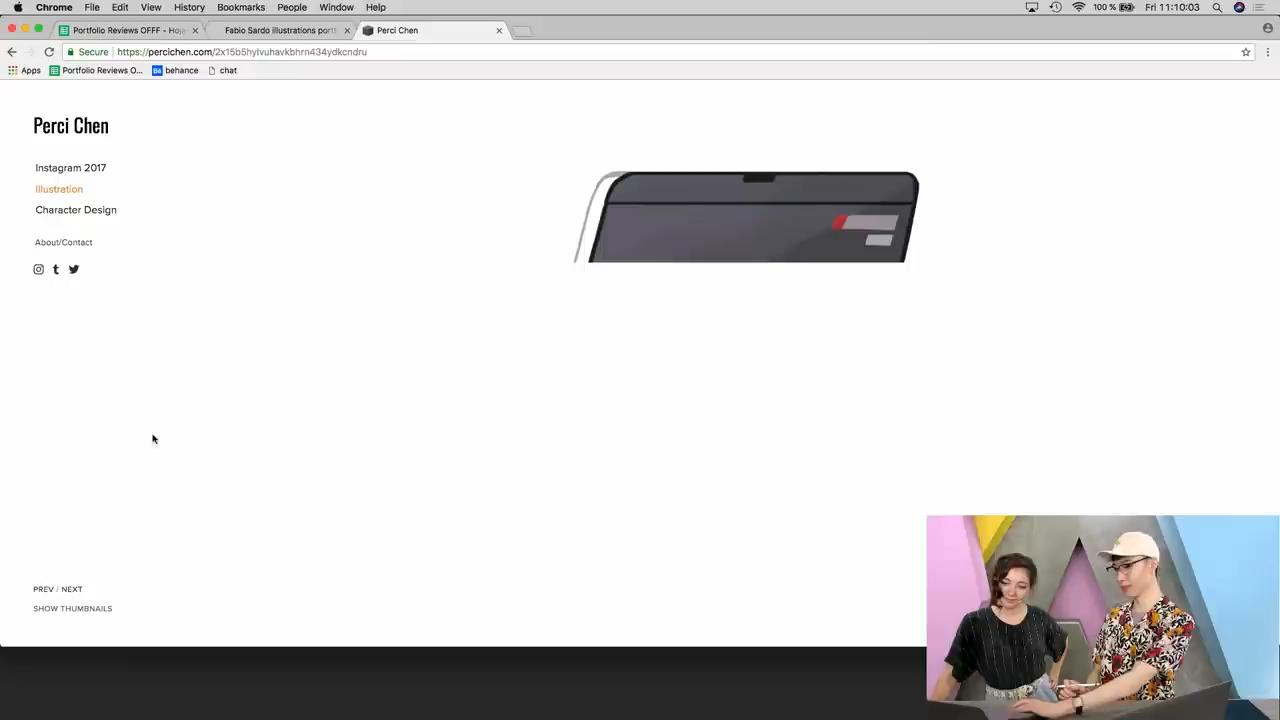 Chrome File Edit View History Bookmarks People Window Help 100 % Fri 11:10:03
Portfolio Reviews OFFF - Hoja Fabio Sardo illustrations port Perci Chen
Secure https://percichen.com/2x15b5hylvuhavkbhrn434ydkcndru
Apps Portfolio Reviews O... Bē behance chat
Perci Chen
Instagram 2017
Illustration
Character Design
About/Contact
PREV / NEXT
SHOW THUMBNAILS